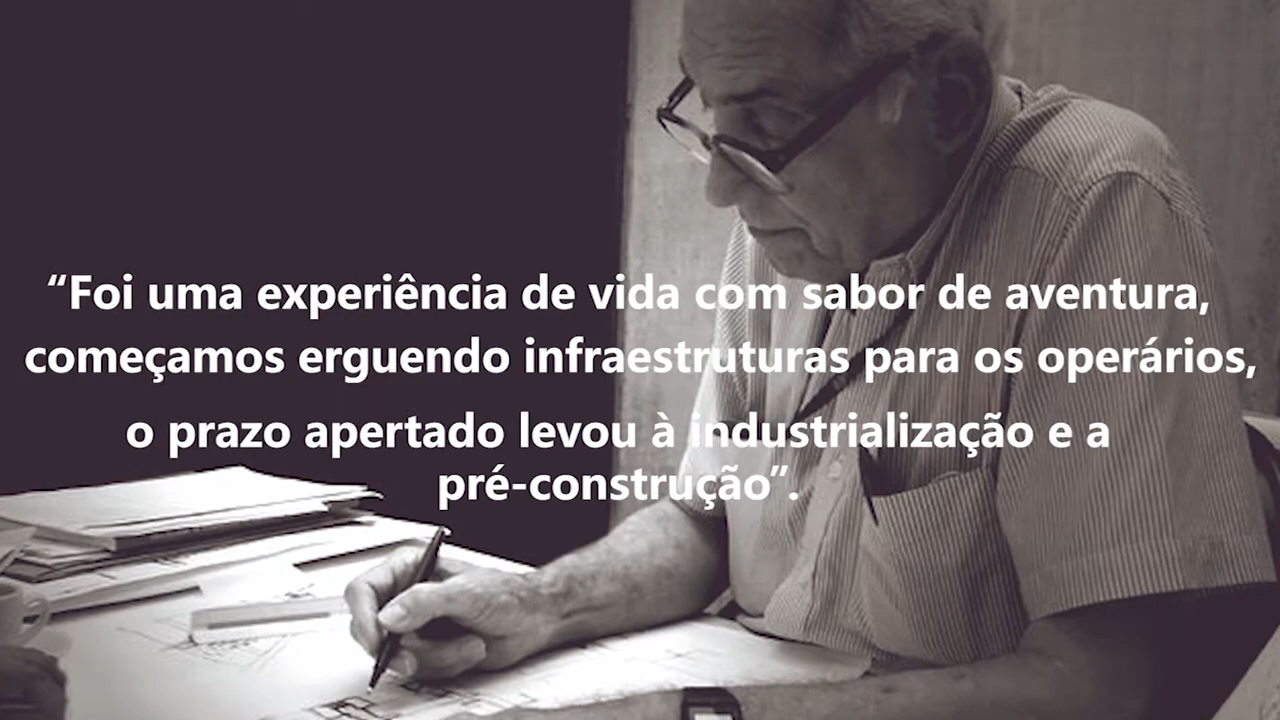 “Foi uma experiência de vida com sabor de aventura,
começamos erguendo infraestruturas para os operários,
o prazo apertado levou à industrialização e a
pré-construção”.